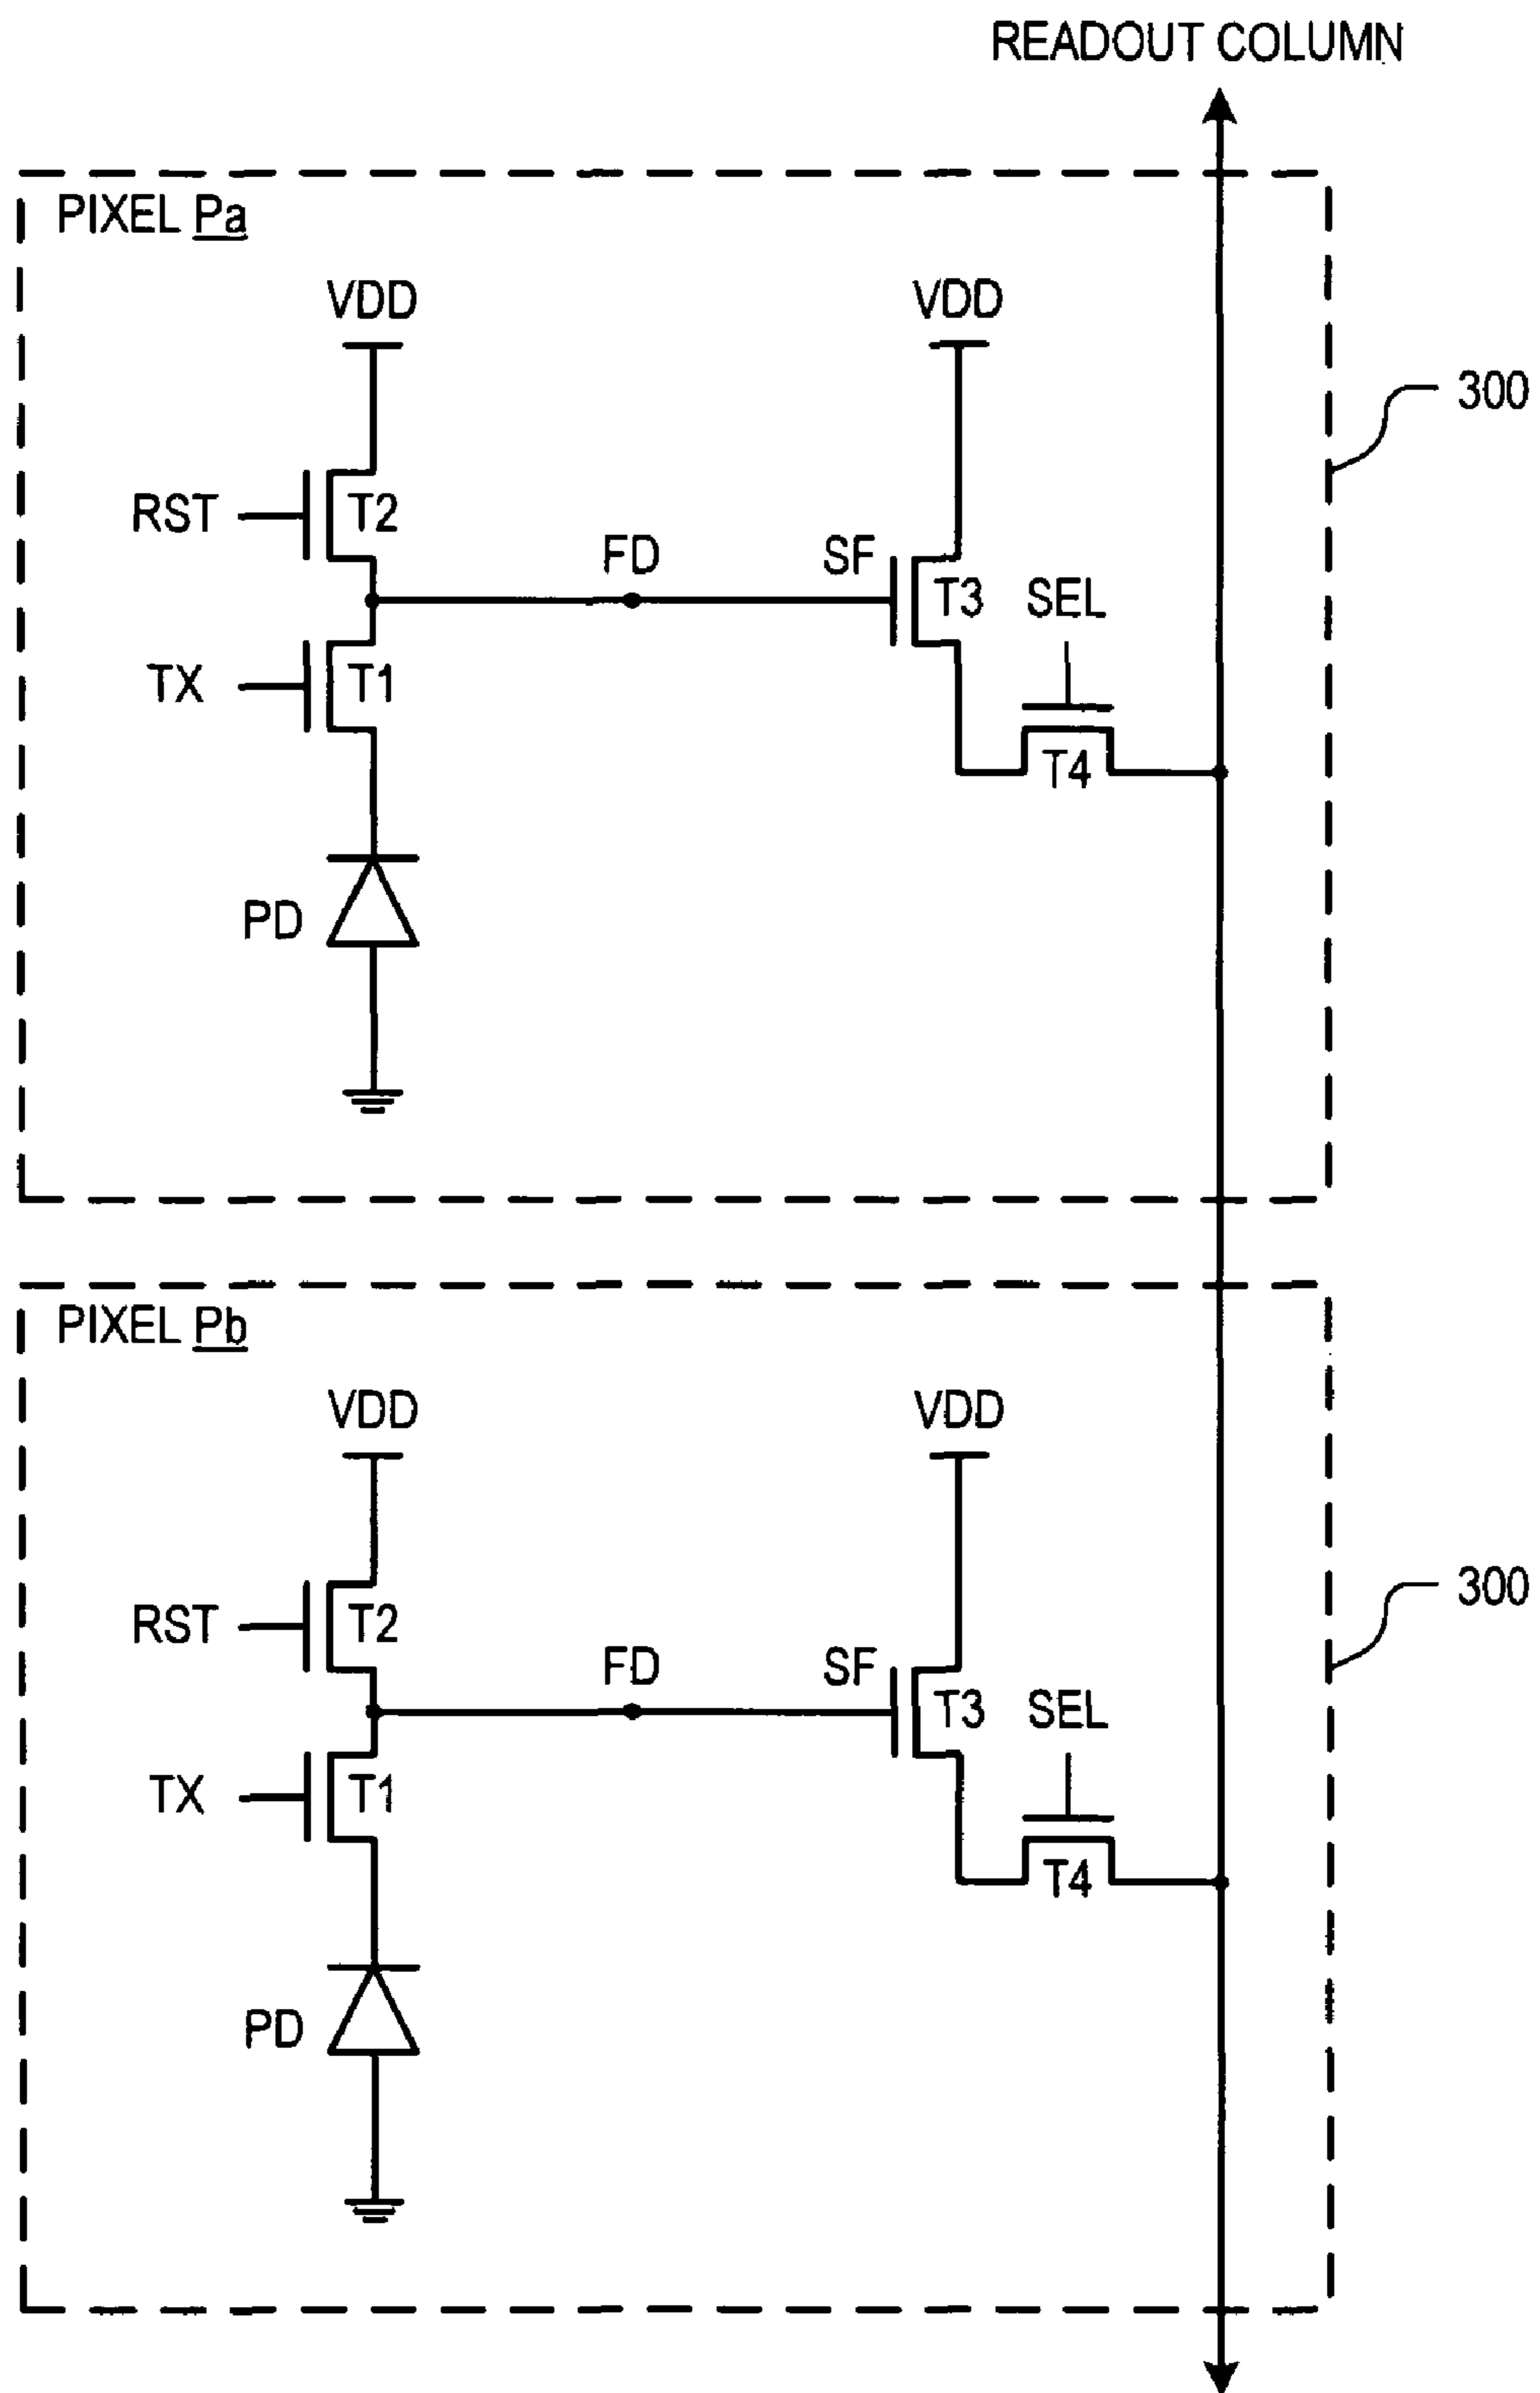 READOUT COLUMN
PIXEL Pa
VDD
VDD
300
RST
T2
FD
SF
T3
SEL
TX
T1
T4
PD
PIXEL Pb
VDD
VDD
300
RST
T2
FD
SF
T3
SEL
TX
T1
T4
PD